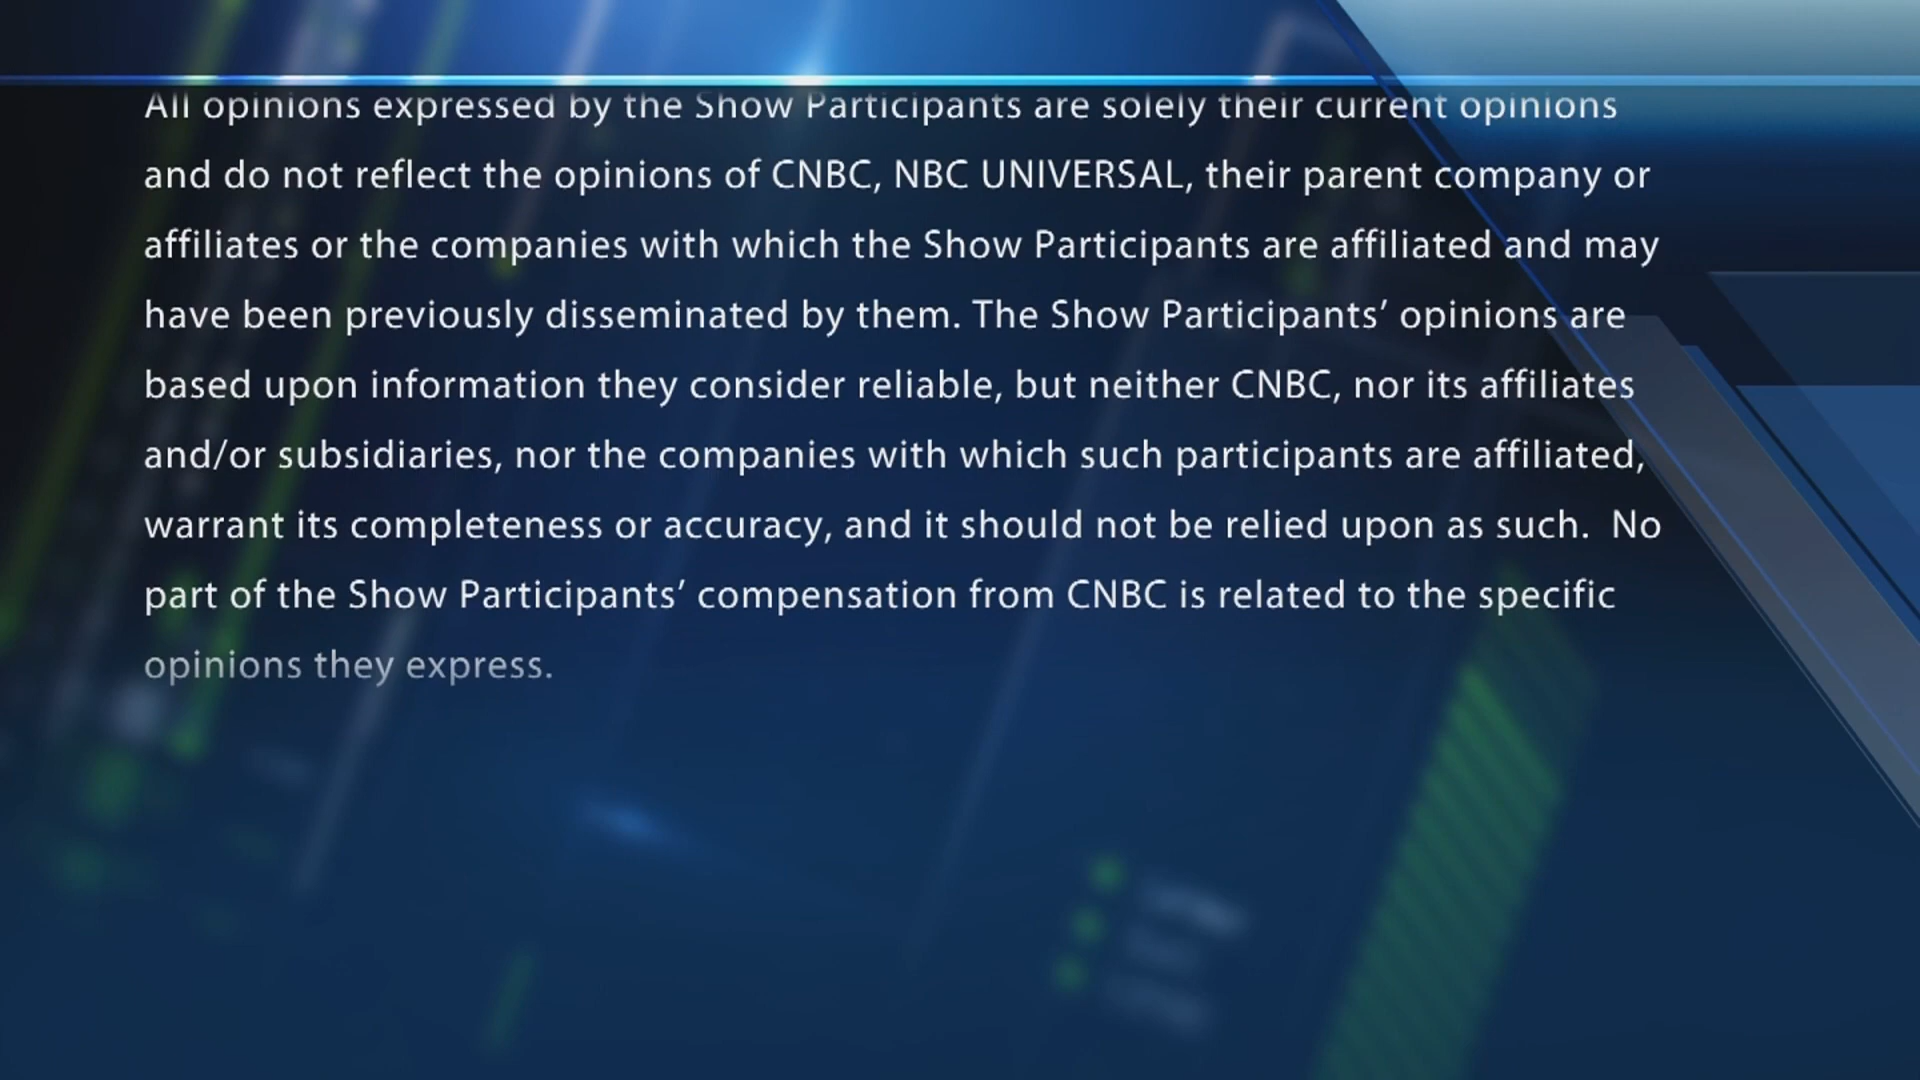 All opinions expressed by the Show Participants are solely their current opinions
and do not reflect the opinions of CNBC, NBC UNIVERSAL, their parent company or
affiliates or the companies with which the Show Participants are affiliated and may
have been previously disseminated by them. The Show Participants’ opinions are
based upon information they consider reliable, but neither CNBC, nor its affiliates
and/or subsidiaries, nor the companies with which such participants are affiliated,
warrant its completeness or accuracy, and it should not be relied upon as such.  No
part of the Show Participants’ compensation from CNBC is related to the specific
opinions they express.